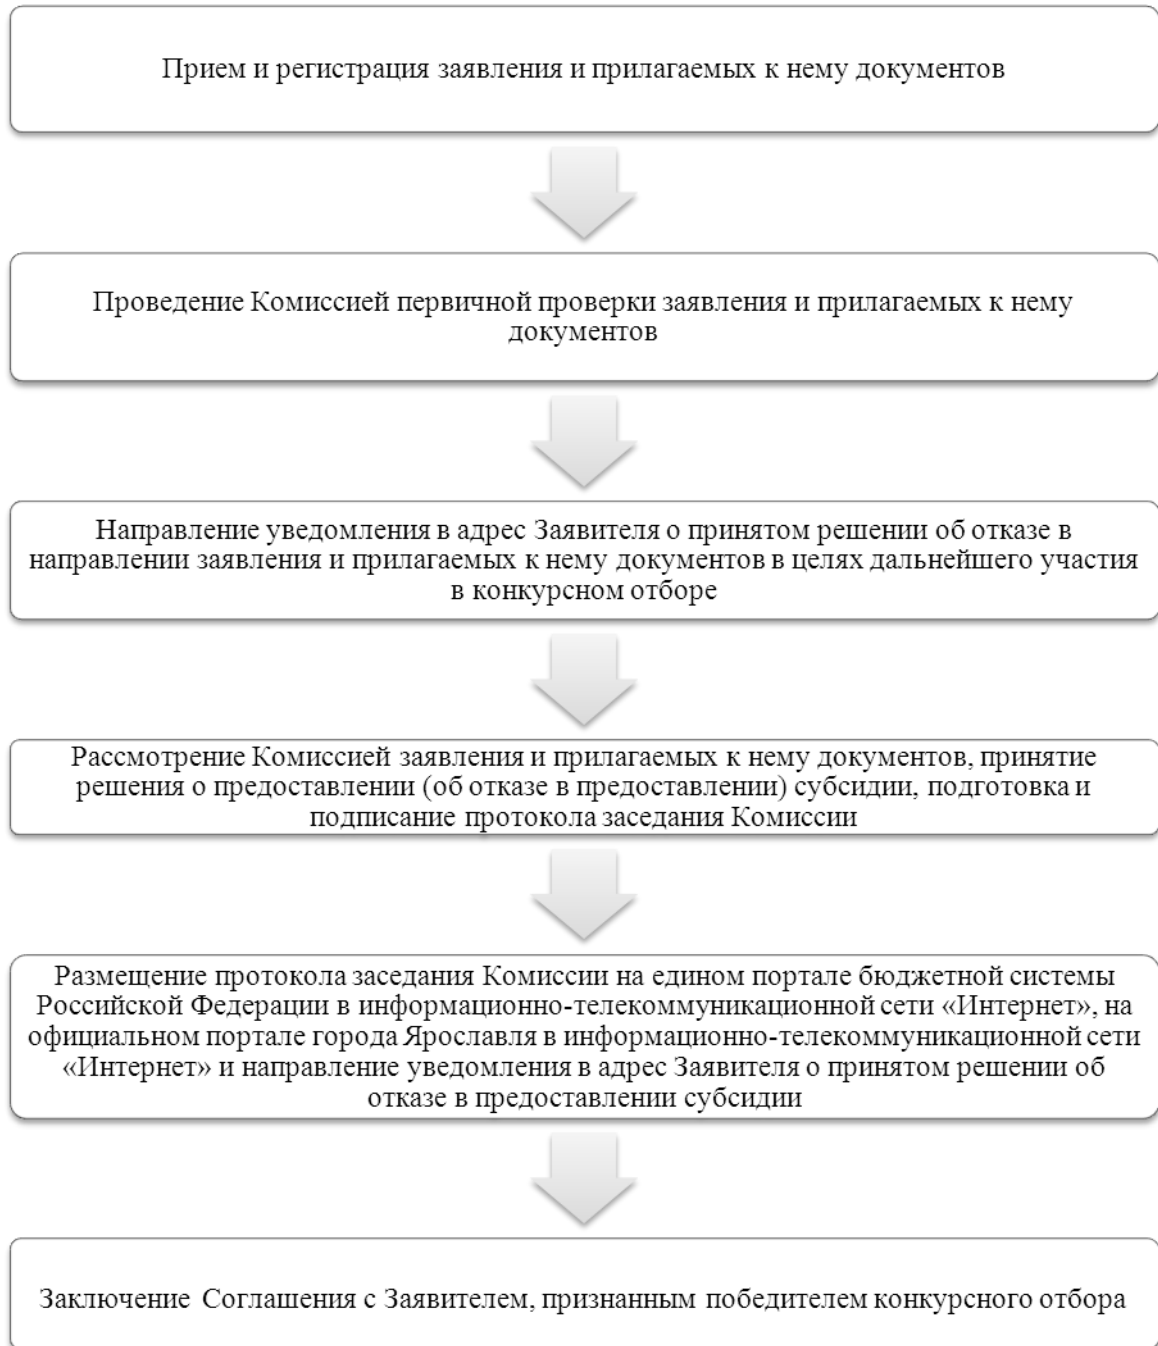 Прием и регистрация заявления и прилагаемых к нему документов
Проведение Комиссией первичной проверки заявления и прилагаемых к нему
документов
Направление уведомления в адрес Заявителя о принятом решении об отказе в
направлении заявления и прилагаемых к нему документов в целях дальнейшего участия
в конкурсном отборе
Рассмотрение Комиссией заявления и прилагаемых к нему документов, принятие
решения о предоставлении (об отказе в предоставлении) субсидии, подготовка и
подписание протокола заседания Комиссии
Размещение протокола заседания Комиссии на едином портале бюджетной системы
Российской Федерации в информационно-телекоммуникационной сети «Интернет», на
официальном портале города Ярославля в информационно-телекоммуникационной сети
«Интернет» и направление уведомления в адрес Заявителя о принятом решении об
отказе в предоставлении субсидии
Заключение Соглашения с Заявителем, признанным победителем конкурсного отбора